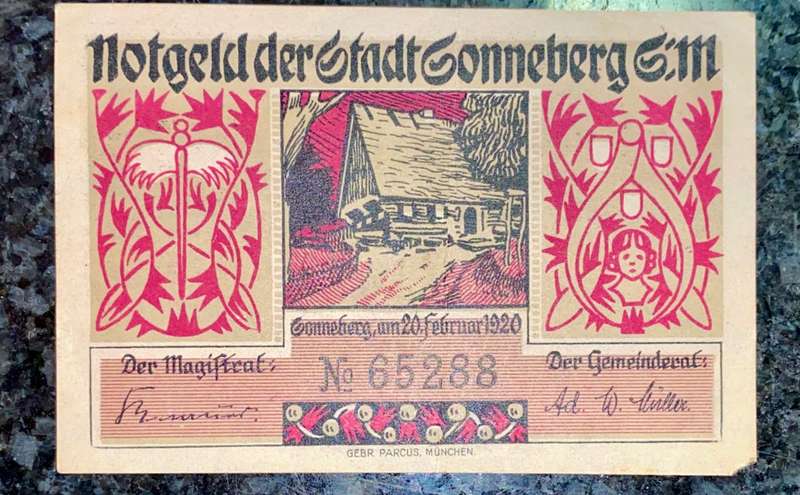 Notgeld der Stadt Sonneberg S:M
Sonneberg, am 20. Februar 1920
Der Magistrat:
№ 65288
Der Gemeinderat:
Ad. W. Müller.
GEBR. PARCUS, MÜNCHEN.